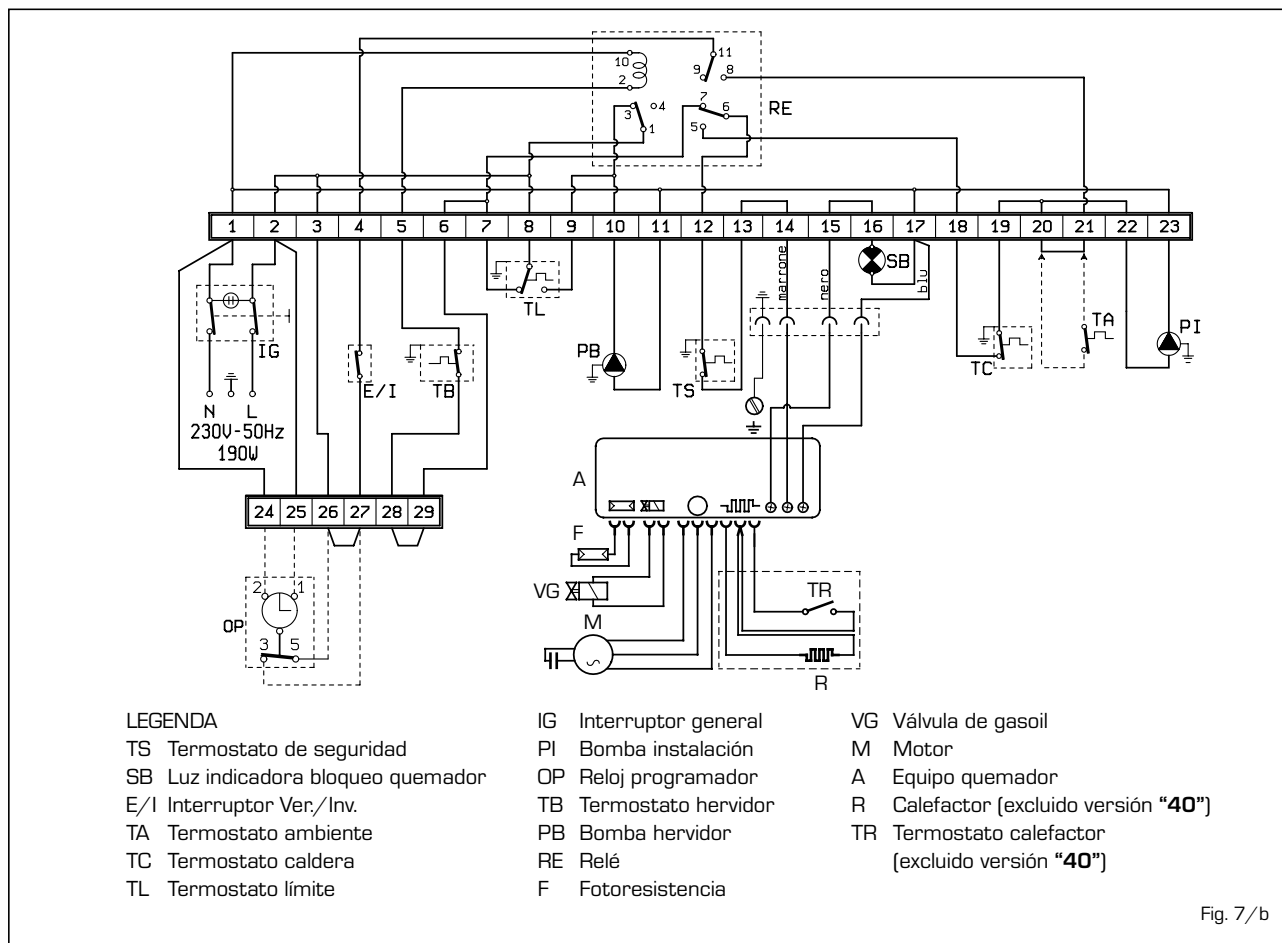 11
10
9 8
2
7
RE
3 4 6
1 5
1 2 3 4 5 6 7 8 9 10 11 12 13 14 15 16 17 18 19 20 21 22 23
marrone
nero
SB
blu
TL
TA
IG
PB
PI
E/I
TB
TS
TC
N L
230V-50Hz
190W
A
24 25 26 27 28 29
F
2 1
TR
VG
OP
M
3 5
R
LEGENDA
TS Termostato de seguridad
SB Luz indicadora bloqueo quemador
E/I Interruptor Ver./Inv.
TA Termostato ambiente
TC Termostato caldera
TL Termostato límite
IG Interruptor general
PI Bomba instalación
OP Reloj programador
TB Termostato hervidor
PB Bomba hervidor
RE Relé
F Fotoresistencia
VG Válvula de gasoil
M Motor
A Equipo quemador
R Calefactor (excluido versión “40”)
TR Termostato calefactor
(excluido versión “40”)
Fig. 7/b